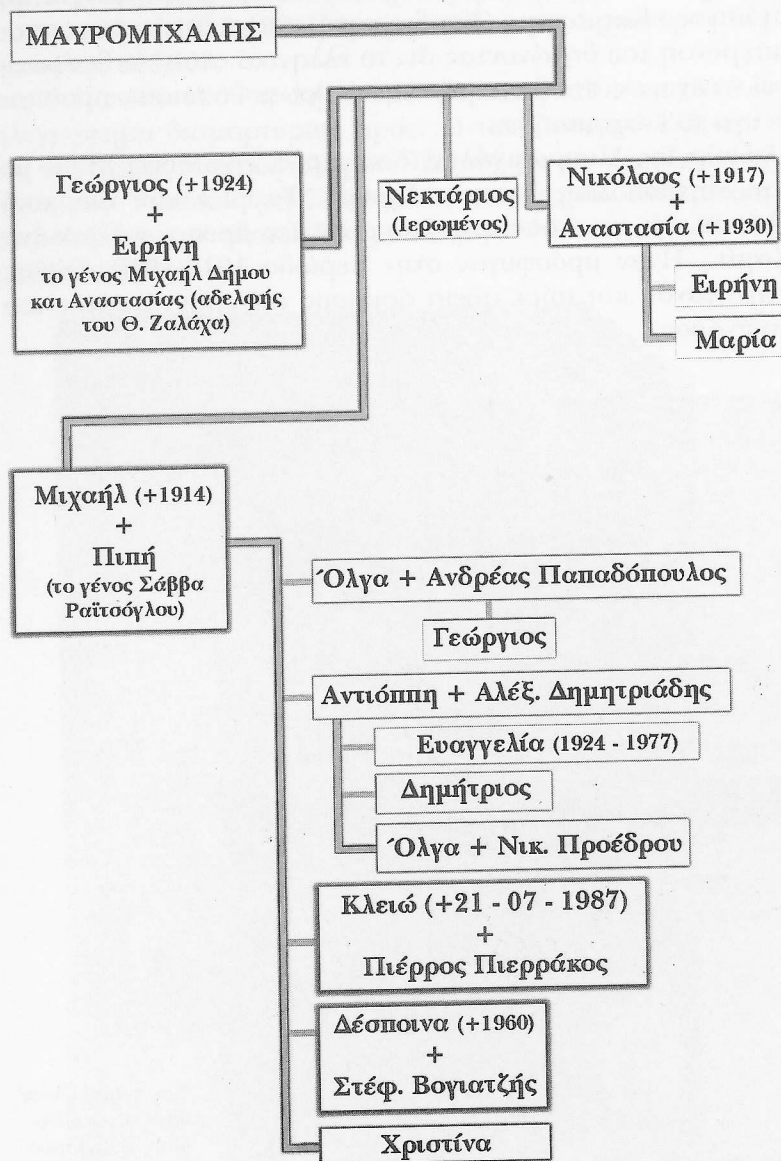 ΜΑΥΡΟΜΙΧΑΛΗΣ
Γεώργιος (+1924)
+
Ειρήνη
το γένος Μιχαήλ Δήμου
και Αναστασίας (αδελφής
του Θ. Ζαλάχα)
Νεκτάριος
(Ιερωμένος)
Νικόλαος (+1917)
+
Αναστασία (+1930)
Ειρήνη
Μαρία
Μιχαήλ (+1914)
+
Πιπή
(το γένος Σάββα
Ραϊτσόγλου)
Όλγα + Ανδρέας Παπαδόπουλος
Γεώργιος
Αντιόππη + Αλέξ. Δημητριάδης
Ευαγγελία (1924 - 1977)
Δημήτριος
Όλγα + Νικ. Προέδρου
Κλειώ (+21 - 07 - 1987)
+
Πιέρρος Πιερράκος
Δέσποινα (+1960)
+
Στέφ. Βογιατζής
Χριστίνα